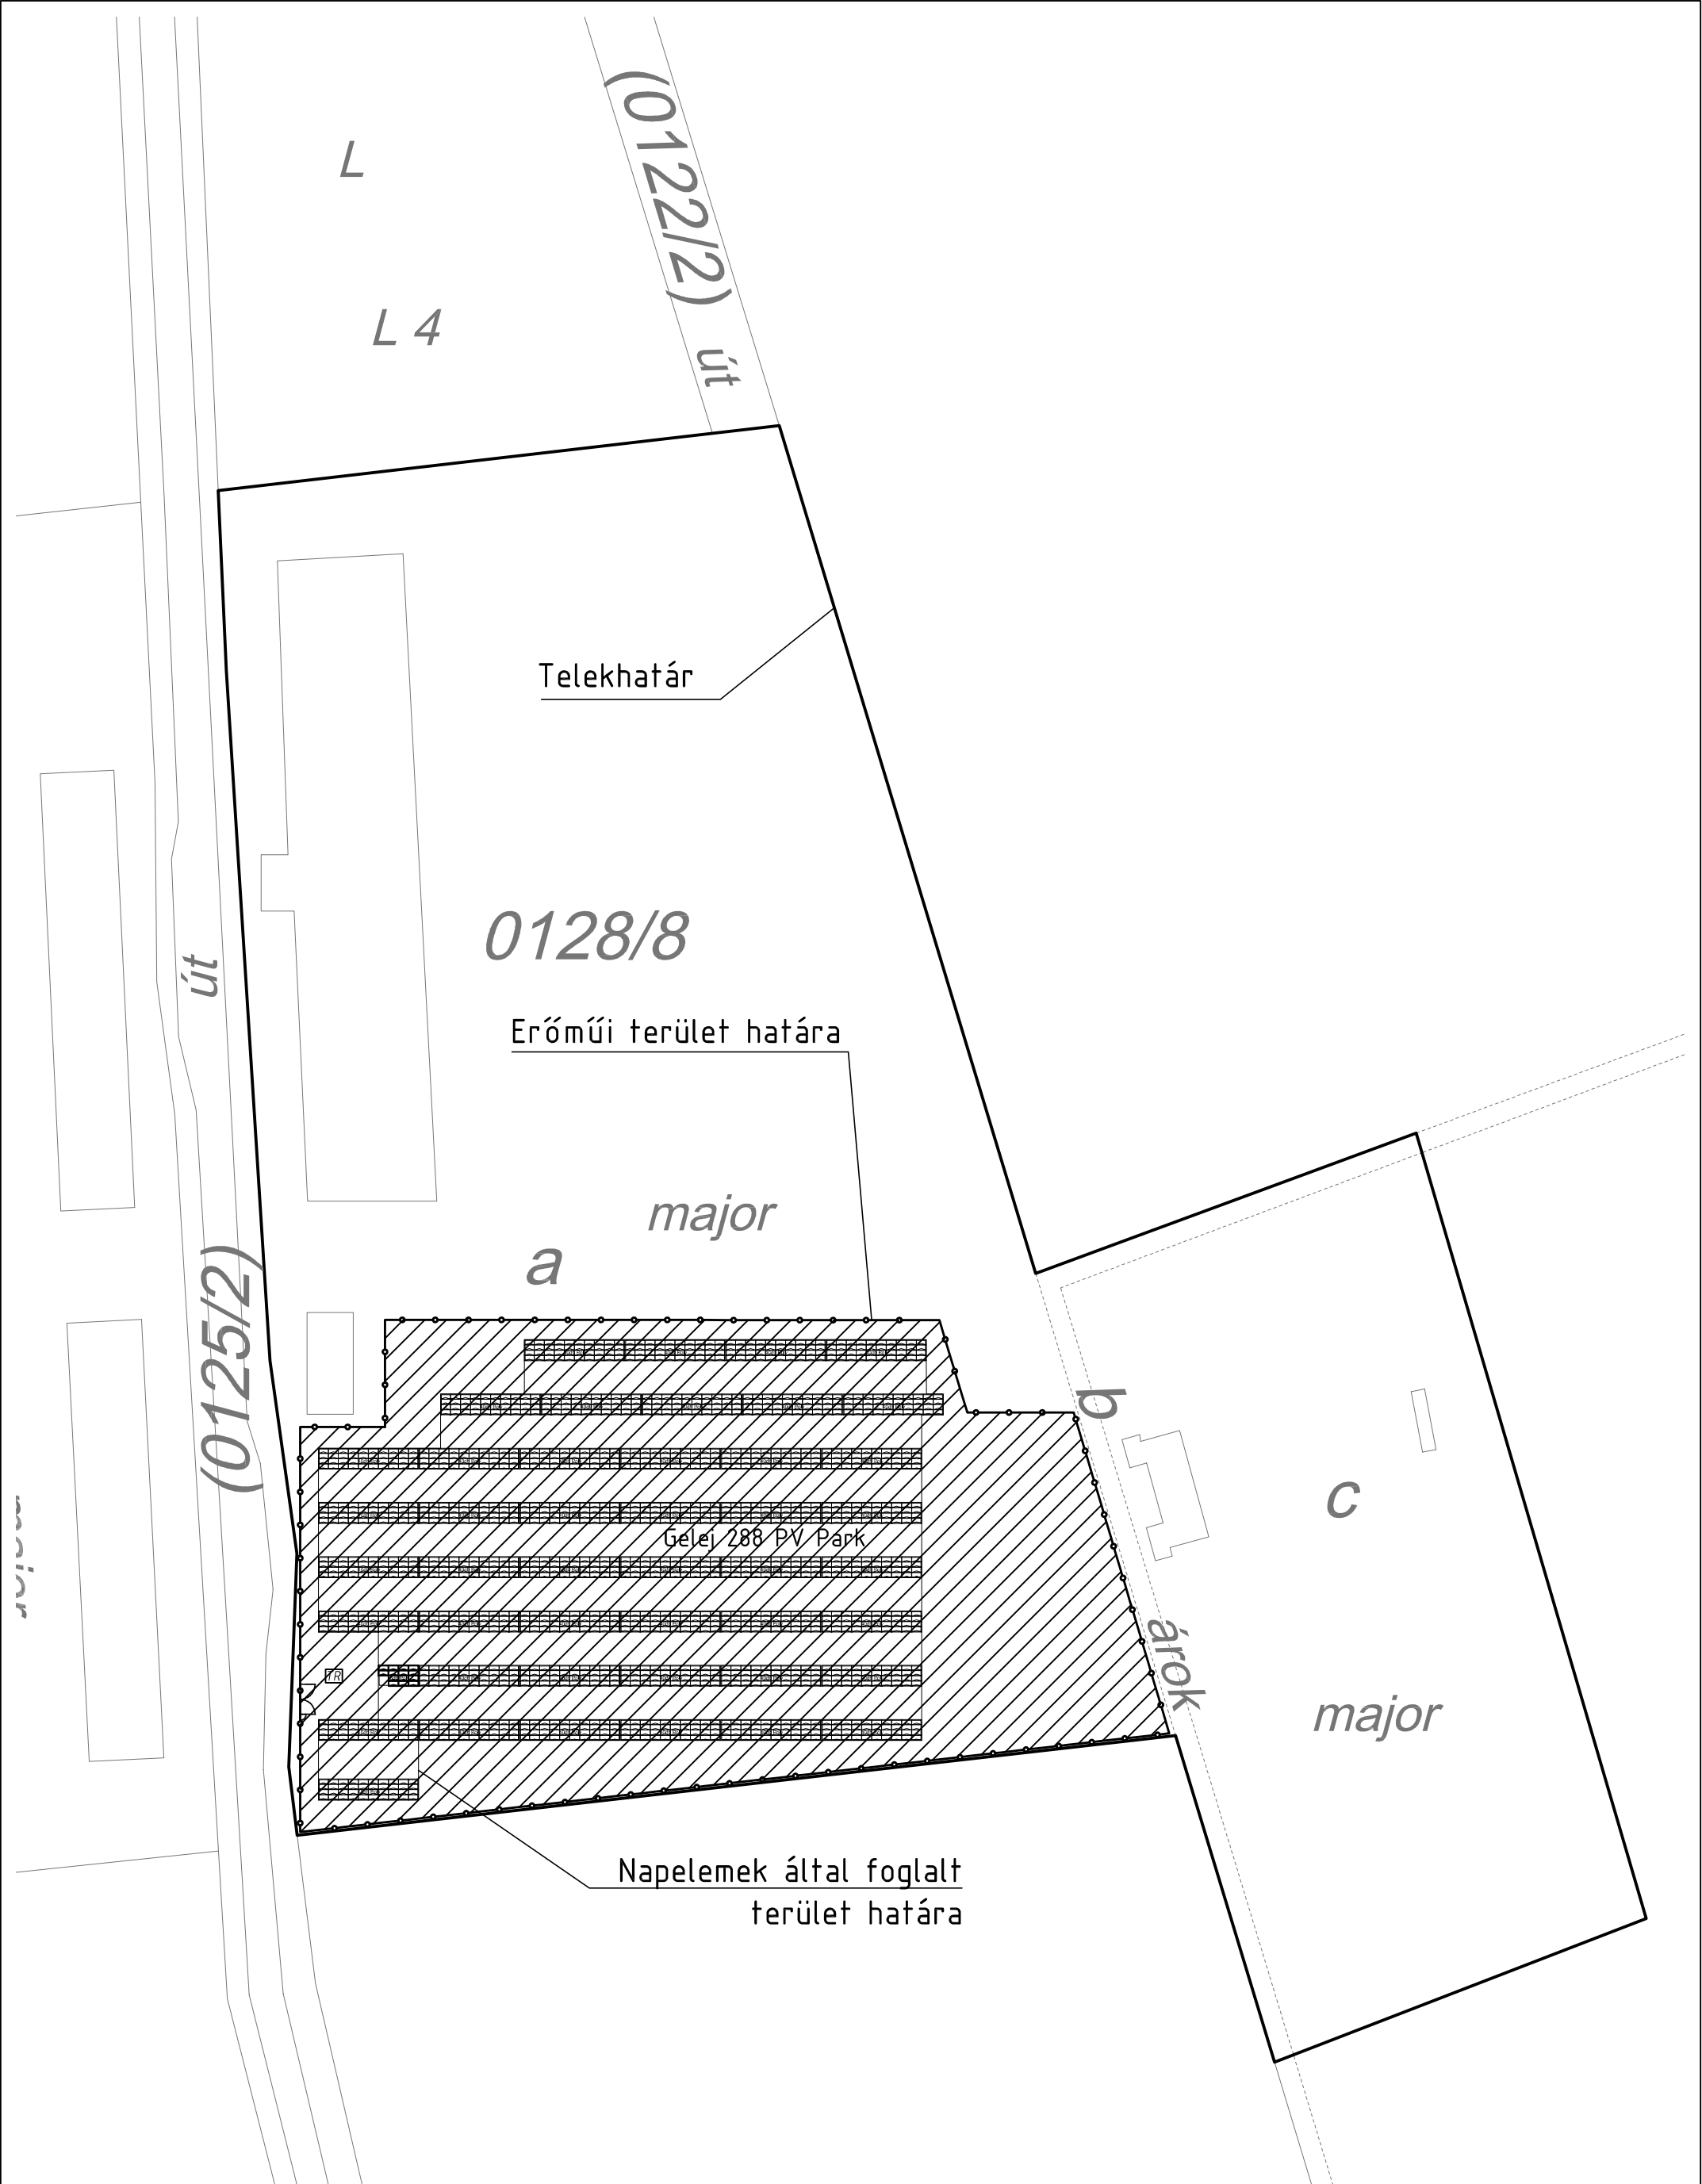 (0122/2) út
L
L 4
Telekhatár
0128/8
út
Erőműi terület határa
major
a
(0125/2)
b
c
Gelej 288 PV Park
major
árok
TR
major
Napelemek által foglalt
terület határa